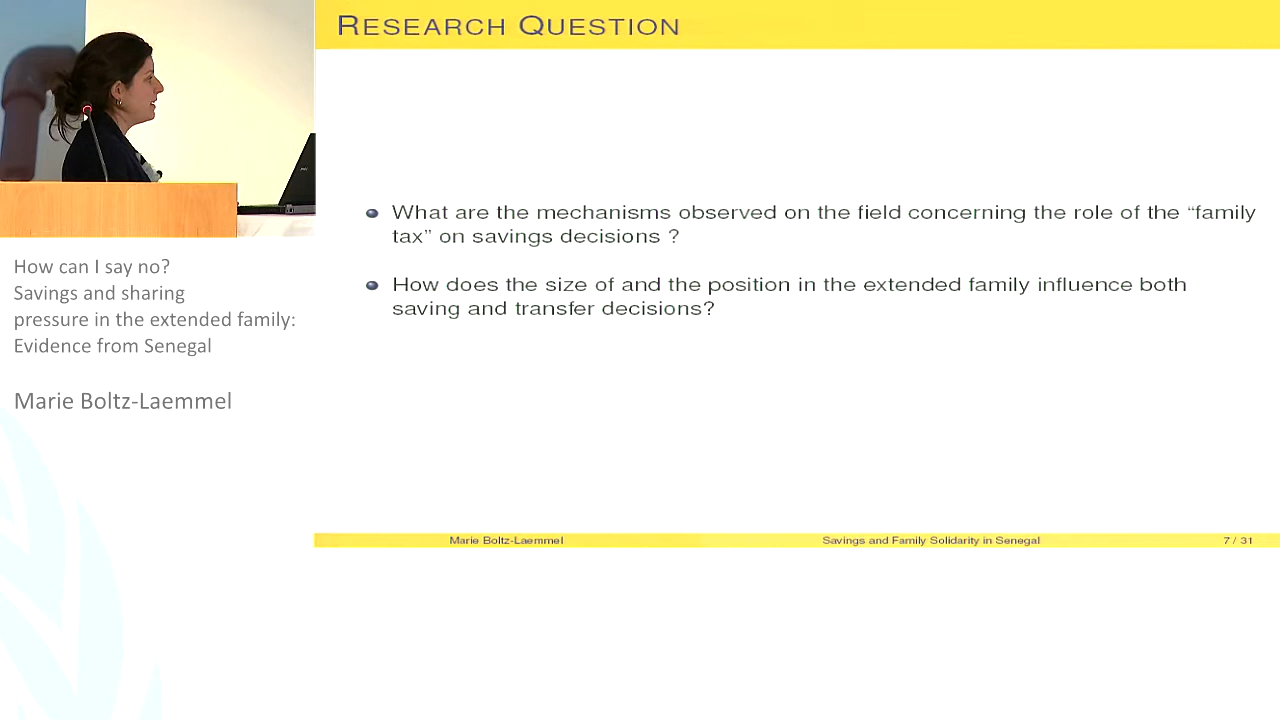 RESEARCH QUESTION
What are the mechanisms observed on the field concerning the role of the “family
tax” on savings decisions ?
How does the size of and the position in the extended family influence both
saving and transfer decisions?
How can I say no?
Savings and sharing
pressure in the extended family:
Evidence from Senegal
Marie Boltz-Laemmel
Marie Boltz-Laemmel
Savings and Family Solidarity in Senegal
7 / 31